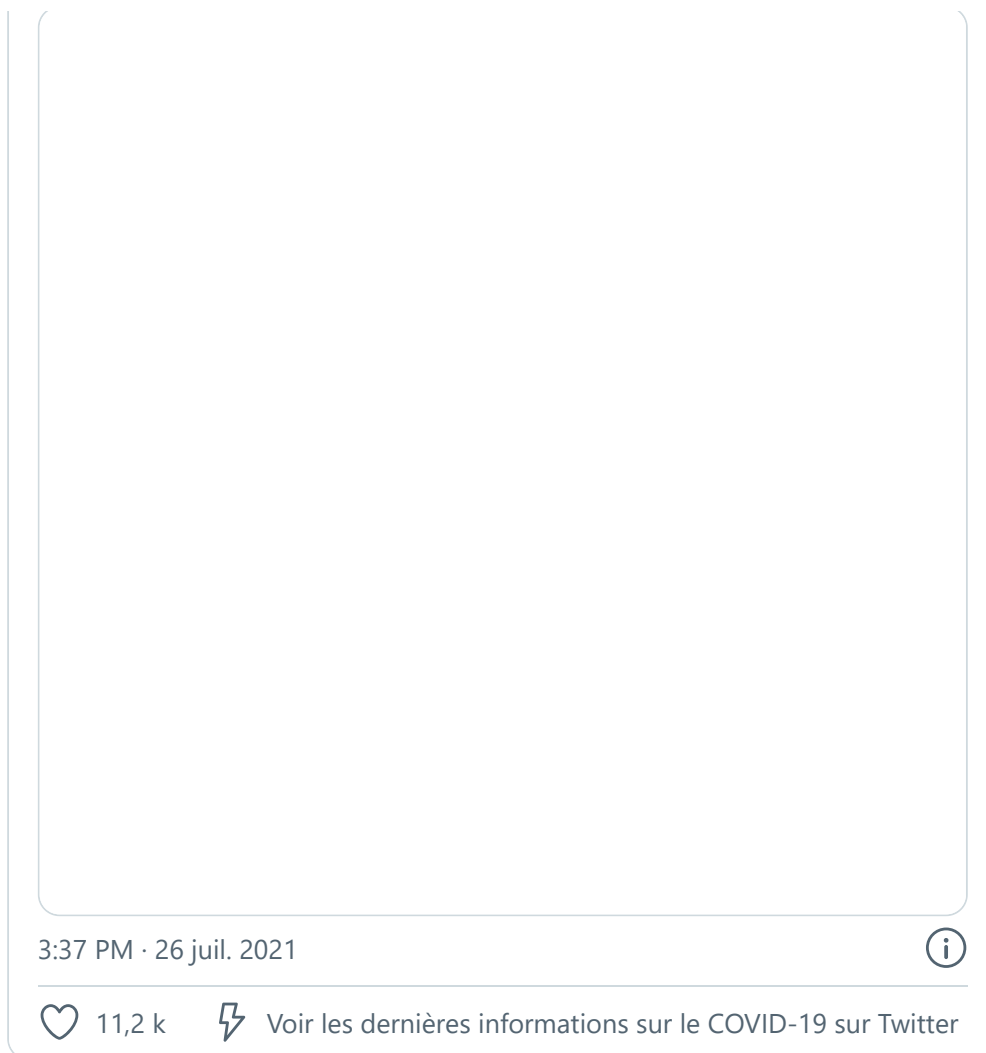 3:37 PM · 26 juil. 2021
11,2 k Voir les dernières informations sur le COVID-19 sur Twitter